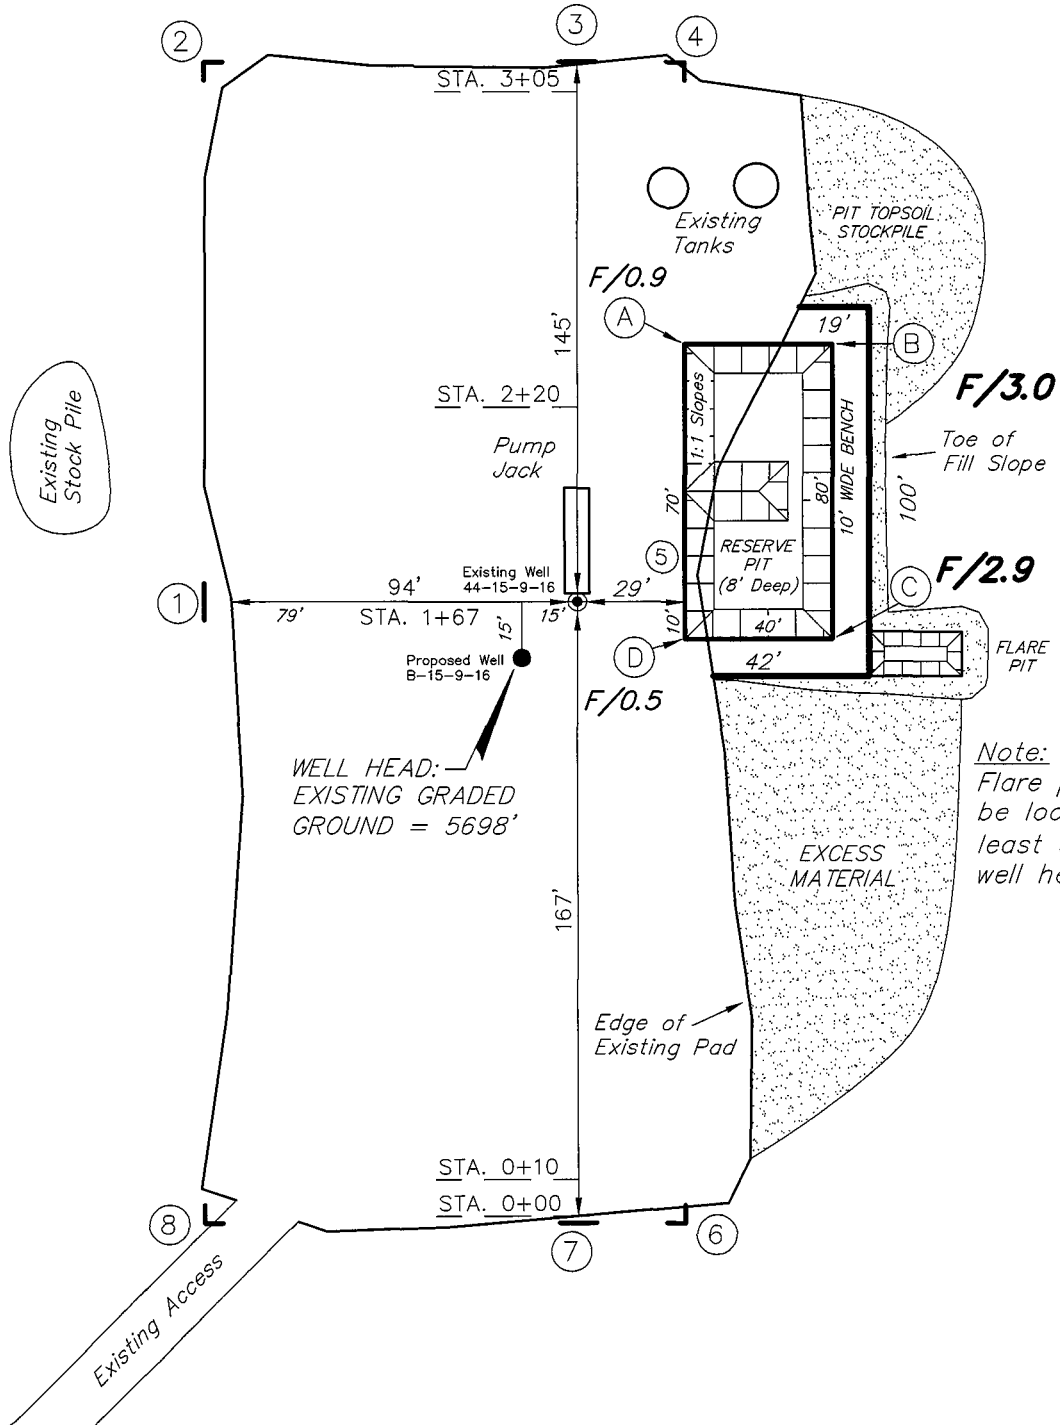 3
2
4
STA. 3+05
Existing
Tanks
PIT TOPSOIL
STOCKPILE
F/0.9
A
19'
B
145'
F/3.0
STA. 2+20
1:1 Slopes
Existing
Stock Pile
Pump
Jack
Toe of
Fill Slope
10' WIDE BENCH
70'
80'
100'
RESERVE
PIT
(8' Deep)
5
Existing Well
44-15-9-16
F/2.9
94'
29'
C
1
79'
STA. 1+67
15'
15'
10'
40'
Proposed Well
B-15-9-16
D
42'
FLARE
PIT
F/0.5
WELL HEAD:
EXISTING GRADED
GROUND = 5698'
Note:
Flare
be
least
well
EXCESS
MATERIAL
167'
Edge of
Existing Pad
STA. 0+10
STA. 0+00
8
7
6
Existing Access